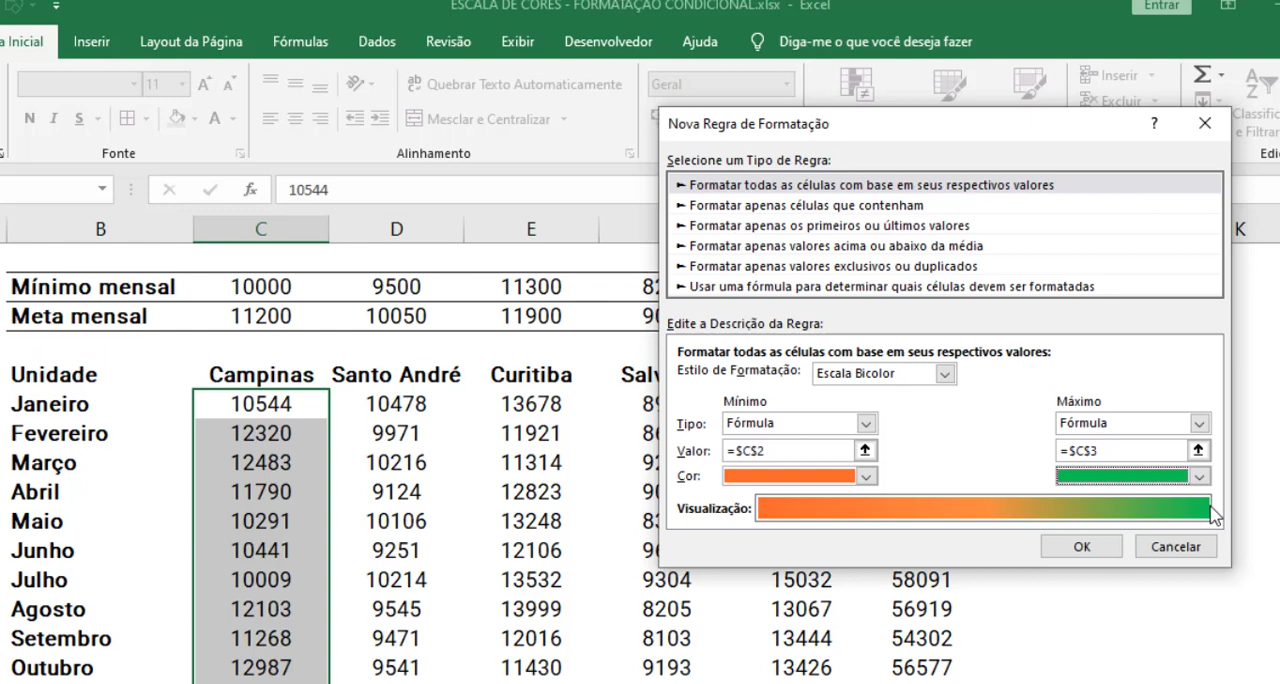 ESCALA DE CORES - FORMATAÇÃO CONDICIONAL.xlsx - Excel
Entrar
a Inicial Inserir Layout da Página Fórmulas Dados Revisão Exibir Desenvolvedor Ajuda Diga-me o que você deseja fazer
11 A A ab Quebrar Texto Automaticamente Geral Inserir Σ A Z
N I S A Mesclar e Centralizar Excluir Classific
e Filtrar
Fonte Alinhamento Edi
fx 10544
B C D E K
Mínimo mensal 10000 9500 11300
Meta mensal 11200 10050 11900
Unidade Campinas Santo André Curitiba
Janeiro 10544 10478 13678
Fevereiro 12320 9971 11921
Março 12483 10216 11314
Abril 11790 9124 12823
Maio 10291 10106 13248
Junho 10441 9251 12106
Julho 10009 10214 13532 9304 15032 58091
Agosto 12103 9545 13999 8205 13067 56919
Setembro 11268 9471 12016 8103 13444 54302
Outubro 12987 9541 11430 9193 13426 56577
Nova Regra de Formatação ?
Selecione um Tipo de Regra:
► Formatar todas as células com base em seus respectivos valores
► Formatar apenas células que contenham
► Formatar apenas os primeiros ou últimos valores
► Formatar apenas valores acima ou abaixo da média
► Formatar apenas valores exclusivos ou duplicados
► Usar uma fórmula para determinar quais células devem ser formatadas
Edite a Descrição da Regra:
Formatar todas as células com base em seus respectivos valores:
Estilo de Formatação: Escala Bicolor
Mínimo Máximo
Tipo: Fórmula Fórmula
Valor: =$C$2 =$C$3
Cor:
Visualização:
OK Cancelar